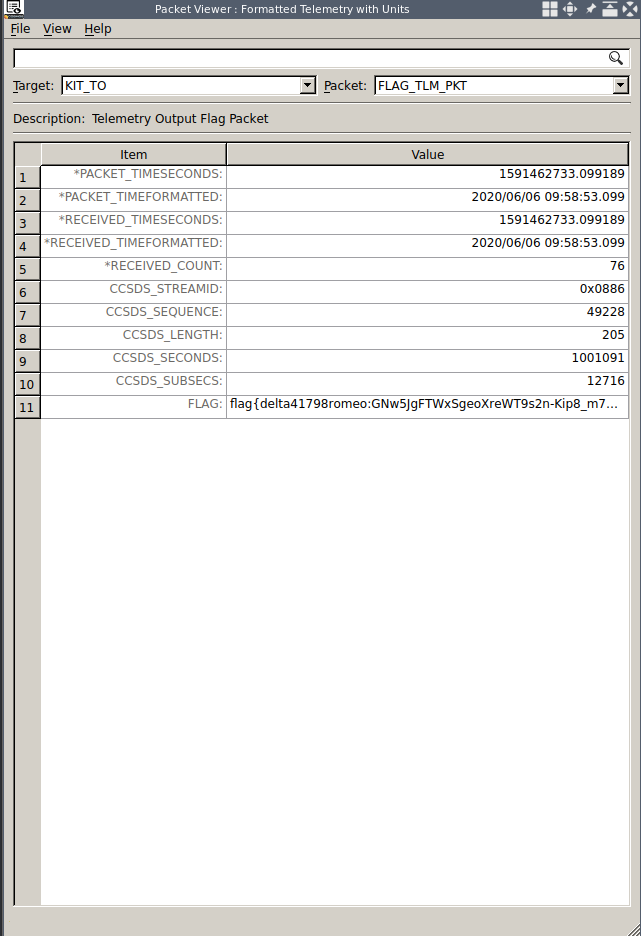 Packet Viewer : Formatted Telemetry with Units
File View Help
Target: KIT_TO Packet: FLAG_TLM_PKT
Description: Telemetry Output Flag Packet
Item Value
1 *PACKET_TIMESECONDS: 1591462733.099189
2 *PACKET_TIMEFORMATTED: 2020/06/06 09:58:53.099
3 *RECEIVED_TIMESECONDS: 1591462733.099189
4 *RECEIVED_TIMEFORMATTED: 2020/06/06 09:58:53.099
5 *RECEIVED_COUNT: 76
6 CCSDS_STREAMID: 0x0886
7 CCSDS_SEQUENCE: 49228
8 CCSDS_LENGTH: 205
9 CCSDS_SECONDS: 1001091
10 CCSDS_SUBSECS: 12716
11 FLAG: flag{delta41798romeo:GNw5JgFTWxSgeoXreWT9s2n-Kip8_m7...